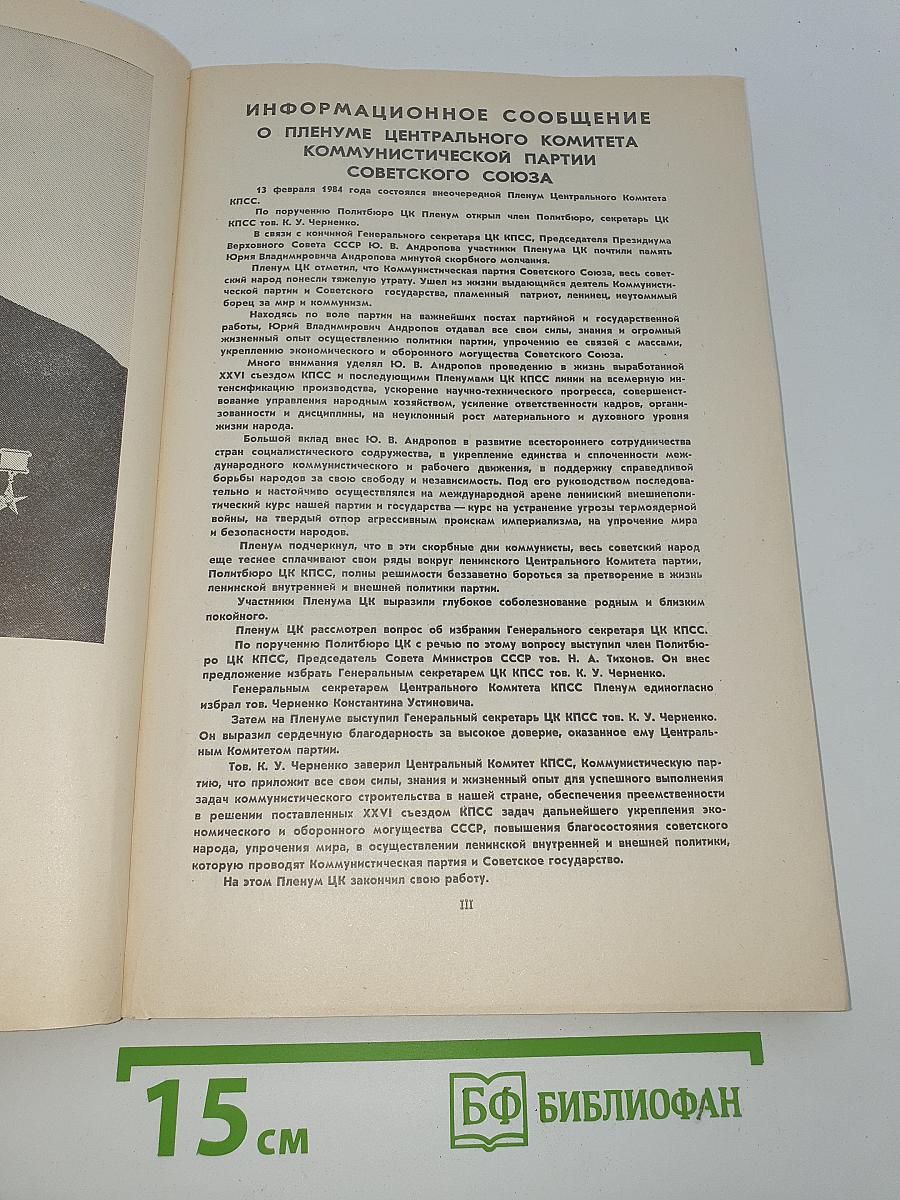 ИНФОРМАЦИОННОЕ СООБЩЕНИЕ
О ПЛЕНУМЕ ЦЕНТРАЛЬНОГО КОМИТЕТА
КОММУНИСТИЧЕСКОЙ ПАРТИИ
СОВЕТСКОГО СОЮЗА
13 февраля 1984 года состоялся внеочередной Пленум Центрального Комитета
КПСС.
По поручению Политбюро ЦК Пленум открыл член Политбюро, секретарь ЦК
КПСС тов. К. У. Черненко.
В связи с кончиной Генерального секретаря ЦК КПСС, Председателя Президиума
Верховного Совета СССР Ю. В. Андропова участники Пленума ЦК почтили память
Юрия Владимировича Андропова минутой скорбного молчания.
Пленум ЦК отметил, что Коммунистическая партия Советского Союза, весь совет-
ский народ понесли тяжелую утрату. Ушел из жизни выдающийся деятель Коммунисти-
ческой партии и Советского государства, пламенный патриот, ленинец, неутомимый
борец за мир и коммунизм.
Находясь по воле партии на важнейших постах партийной и государственной
работы, Юрий Владимирович Андропов отдавал все свои силы, знания и огромный
жизненный опыт осуществлению политики партии, упрочению ее связей с массами,
укреплению экономического и оборонного могущества Советского Союза.
Много внимания уделял Ю. В. Андропов проведению в жизнь выработанной
XXVI съездом КПСС и последующими Пленумами ЦК КПСС линии на всемерную ин-
тенсификацию производства, ускорение научно-технического прогресса, совершенст-
вование управления народным хозяйством, усиление ответственности кадров, органи-
зованности и дисциплины, на неуклонный рост материального и духовного уровня
жизни народа.
Большой вклад внес Ю. В. Андропов в развитие всестороннего сотрудничества
стран социалистического содружества, в укрепление единства и сплоченности меж-
дународного коммунистического и рабочего движения, в поддержку справедливой
борьбы народов за свою свободу и независимость. Под его руководством последова-
тельно и настойчиво осуществлялся на международной арене ленинский внешнеполи-
тический курс нашей партии и государства — курс на устранение угрозы термоядерной
войны, на твердый отпор агрессивным проискам империализма, на упрочение мира
и безопасности народов.
Пленум подчеркнул, что в эти скорбные дни коммунисты, весь советский народ
еще теснее сплачивают свои ряды вокруг ленинского Центрального Комитета партии,
Политбюро ЦК КПСС, полны решимости беззаветно бороться за претворение в жизнь
ленинской внутренней и внешней политики партии.
Участники Пленума ЦК выразили глубокое соболезнование родным и близким
покойного.
Пленум ЦК рассмотрел вопрос об избрании Генерального секретаря ЦК КПСС.
По поручению Политбюро ЦК с речью по этому вопросу выступил член Политбю-
ро ЦК КПСС, Председатель Совета Министров СССР тов. Н. А. Тихонов. Он внес
предложение избрать Генеральным секретарем ЦК КПСС тов. К. У. Черненко.
Генеральным секретарем Центрального Комитета КПСС Пленум единогласно
избрал тов. Черненко Константина Устиновича.
Затем на Пленуме выступил Генеральный секретарь ЦК КПСС тов. К. У. Черненко.
Он выразил сердечную благодарность за высокое доверие, оказанное ему Централь-
ным Комитетом партии.
Тов. К. У. Черненко заверил Центральный Комитет КПСС, Коммунистическую пар-
тию, что приложит все свои силы, знания и жизненный опыт для успешного выполнения
задач коммунистического строительства в нашей стране, обеспечения преемственности
в решении поставленных XXVI съездом КПСС задач дальнейшего укрепления эко-
номического и оборонного могущества СССР, повышения благосостояния советского
народа, упрочения мира, в осуществлении ленинской внутренней и внешней политики,
которую проводят Коммунистическая партия и Советское государство.
На этом Пленум ЦК закончил свою работу.
III
15 см
БФ БИБЛИОФАН